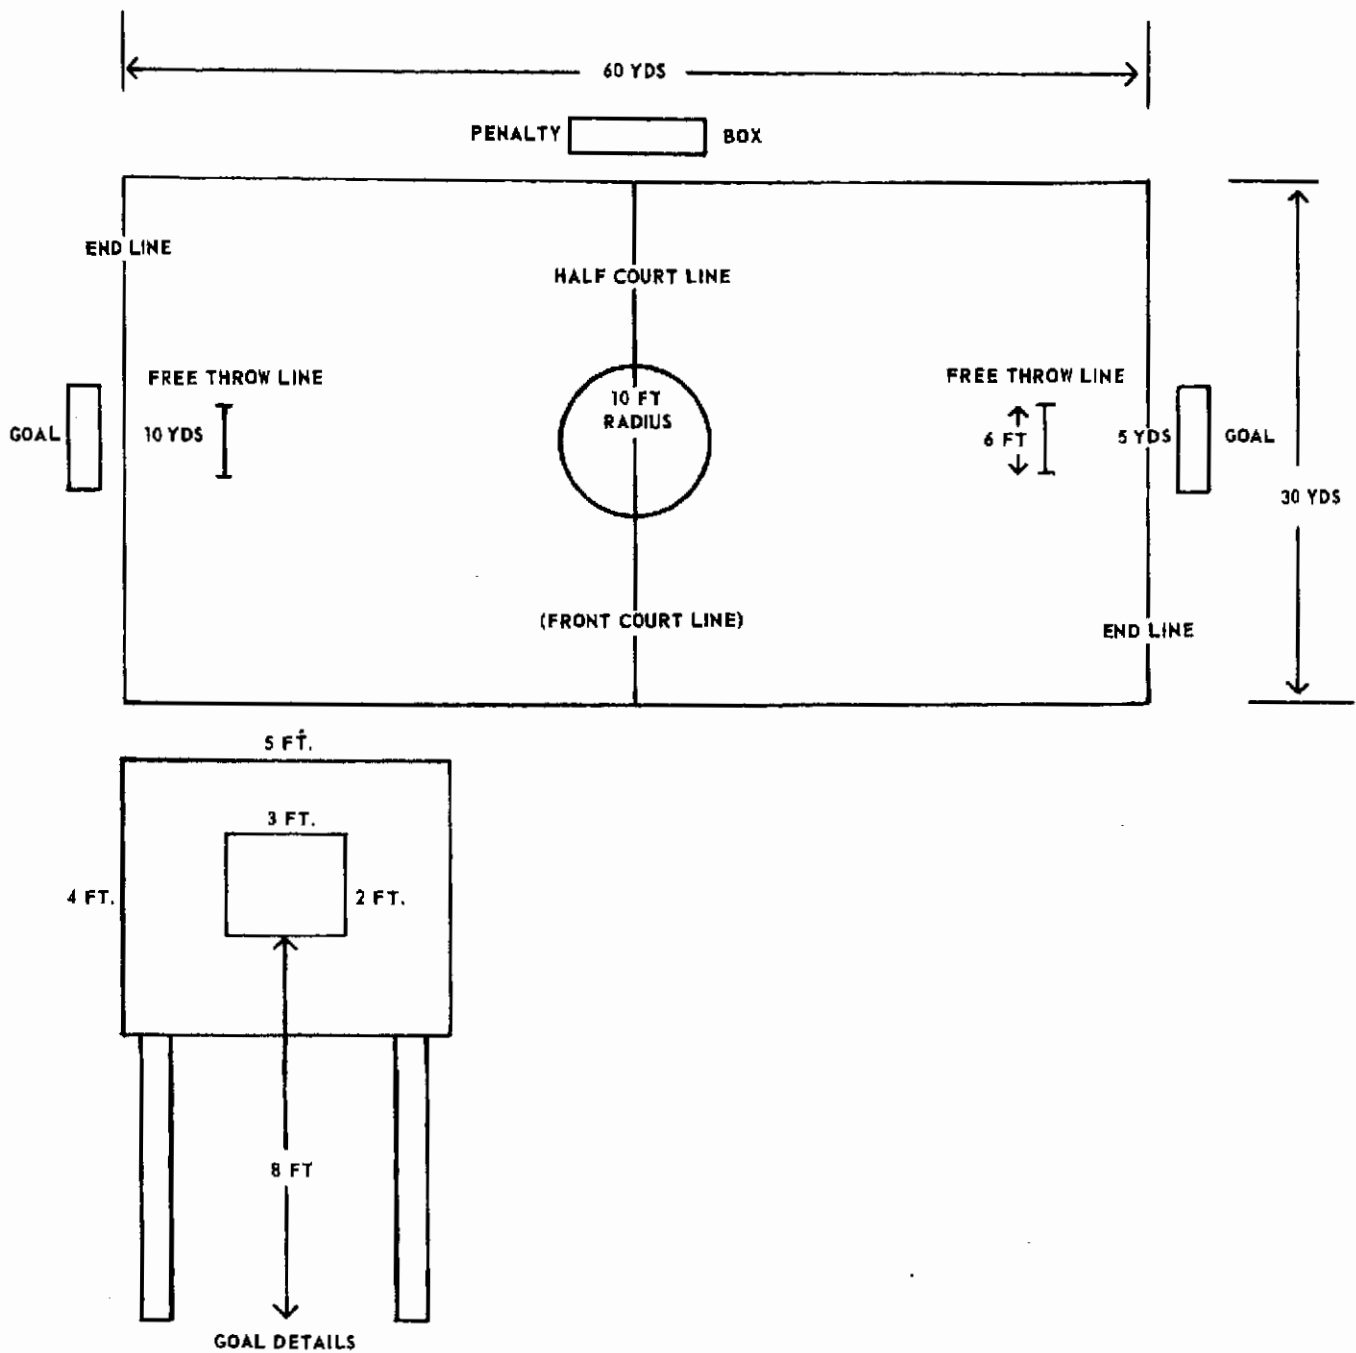 60 YDS
PENALTY BOX
END LINE
HALF COURT LINE
FREE THROW LINE
FREE THROW LINE
10 FT
RADIUS
GOAL
10 YDS
6 FT
5 YDS
GOAL
30 YDS
(FRONT COURT LINE)
END LINE
5 FT.
3 FT.
4 FT.
2 FT.
8 FT
GOAL DETAILS